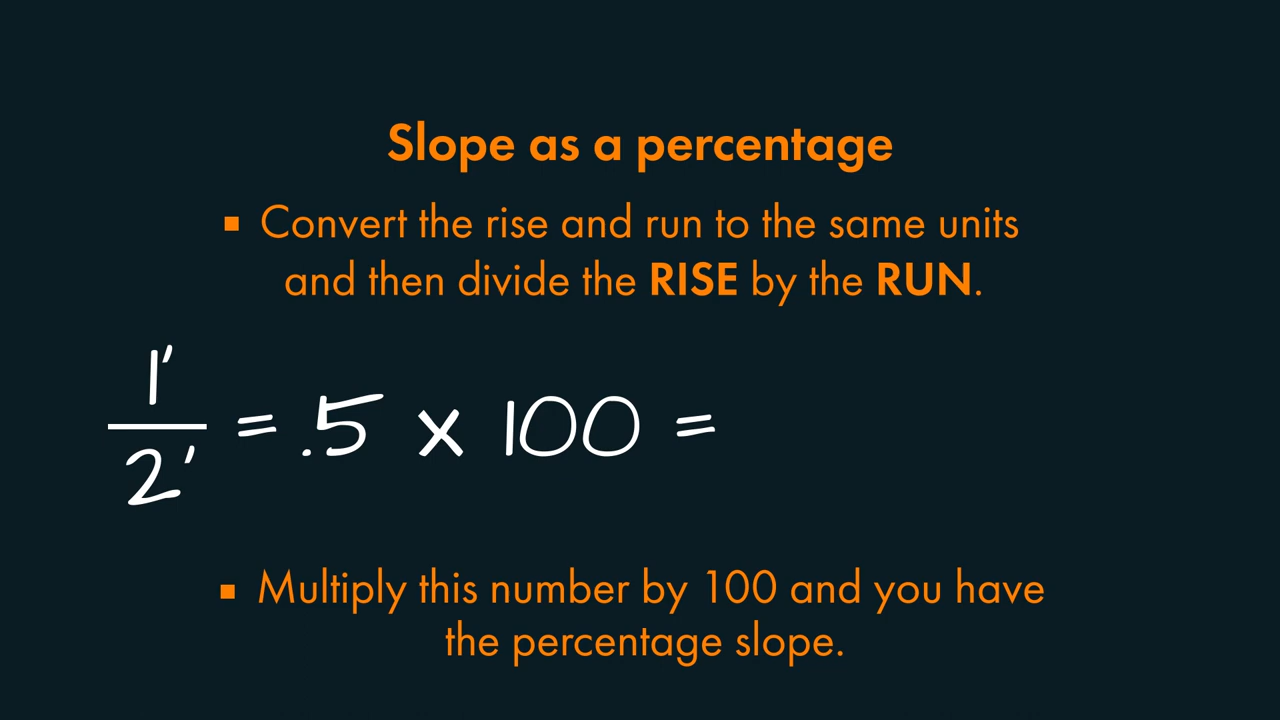 Slope as a percentage
▪ Convert the rise and run to the same units
and then divide the RISE by the RUN.
1'
2'
= .5 x 100 =
▪ Multiply this number by 100 and you have
the percentage slope.